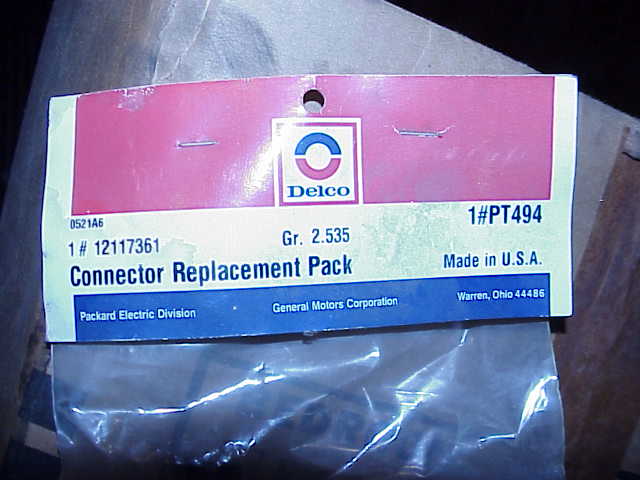 Delco
0521A6
1#PT494
1 # 12117361
Gr. 2.535
Connector Replacement Pack
Made in U.S.A.
Packard Electric Division
General Motors Corporation
Warren, Ohio 44486